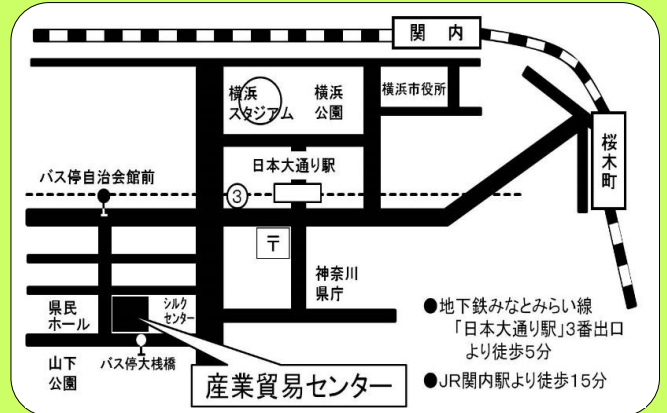 関 内
横浜
スタジアム
横浜
公園
横浜市役所
桜木町
日本大通り駅
バス停自治会館前
③
〒
神奈川
県庁
県民
ホール
シルク
センター
山下
公園
バス停大桟橋
産業貿易センター
●地下鉄みなとみらい線
「日本大通り駅」3番出口
より徒歩5分
●JR関内駅より徒歩15分